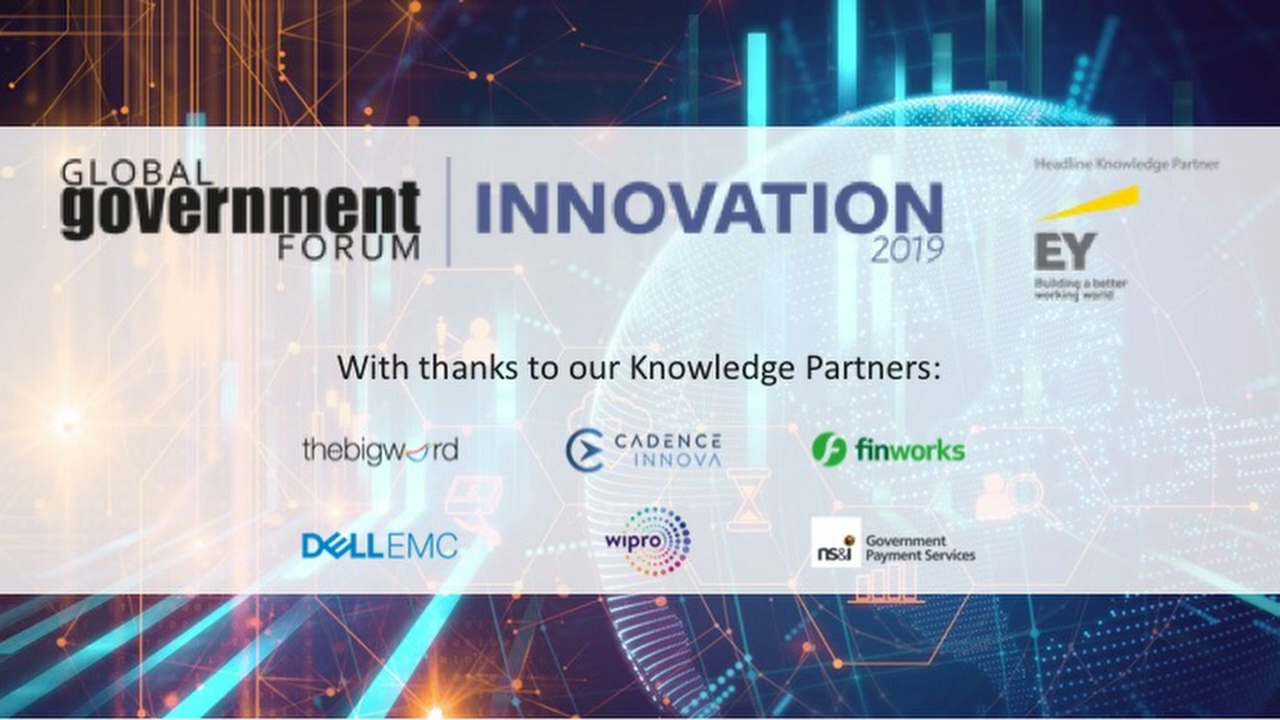 GLOBAL
government
FORUM
INNOVATION
2019
Headline Knowledge Partner
EY
Building a better
working world
With thanks to our Knowledge Partners:
thebigword
CADENCE
INNOVA
finworks
DELLEMC
wipro
ns&i
Government
Payment Services